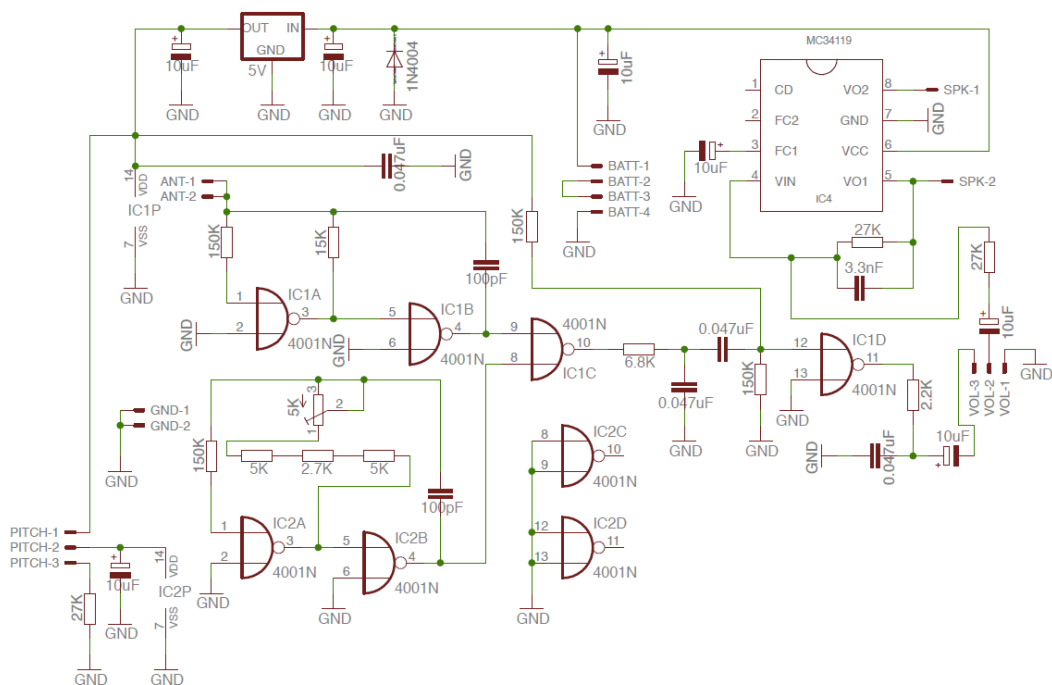 OUT IN
GND
5V
10uF
GND
GND
10uF
GND
1N4004
GND
10uF
GND
MC34119
1 CD VO2 8 SPK-1
2 FC2 GND 7 GND
3 FC1 VCC 6
4 VIN VO1 5 SPK-2
IC4
10uF
GND
0.047uF
GND
14 VDD
IC1P
7 VSS
GND
ANT-1
ANT-2
150K
15K
100pF
BATT-1
BATT-2
BATT-3
BATT-4
GND
150K
27K
3.3nF
27K
10uF
1
2
3
IC1A
4001N
GND
5
6
4
IC1B
4001N
GND
9
8
10
4001N
IC1C
6.8K
0.047uF
0.047uF
GND
150K
GND
12
13
11
IC1D
4001N
GND
2.2K
VOL-3
VOL-2
VOL-1
GND
GND
0.047uF
10uF
GND-1
GND-2
GND
5K
3
2
1
150K
5K
2.7K
5K
100pF
8
9
10
IC2C
4001N
12
13
11
IC2D
4001N
GND
1
2
3
IC2A
4001N
GND
5
6
4
IC2B
4001N
GND
PITCH-1
PITCH-2
PITCH-3
27K
GND
10uF
GND
14 VDD
IC2P
7 VSS
GND